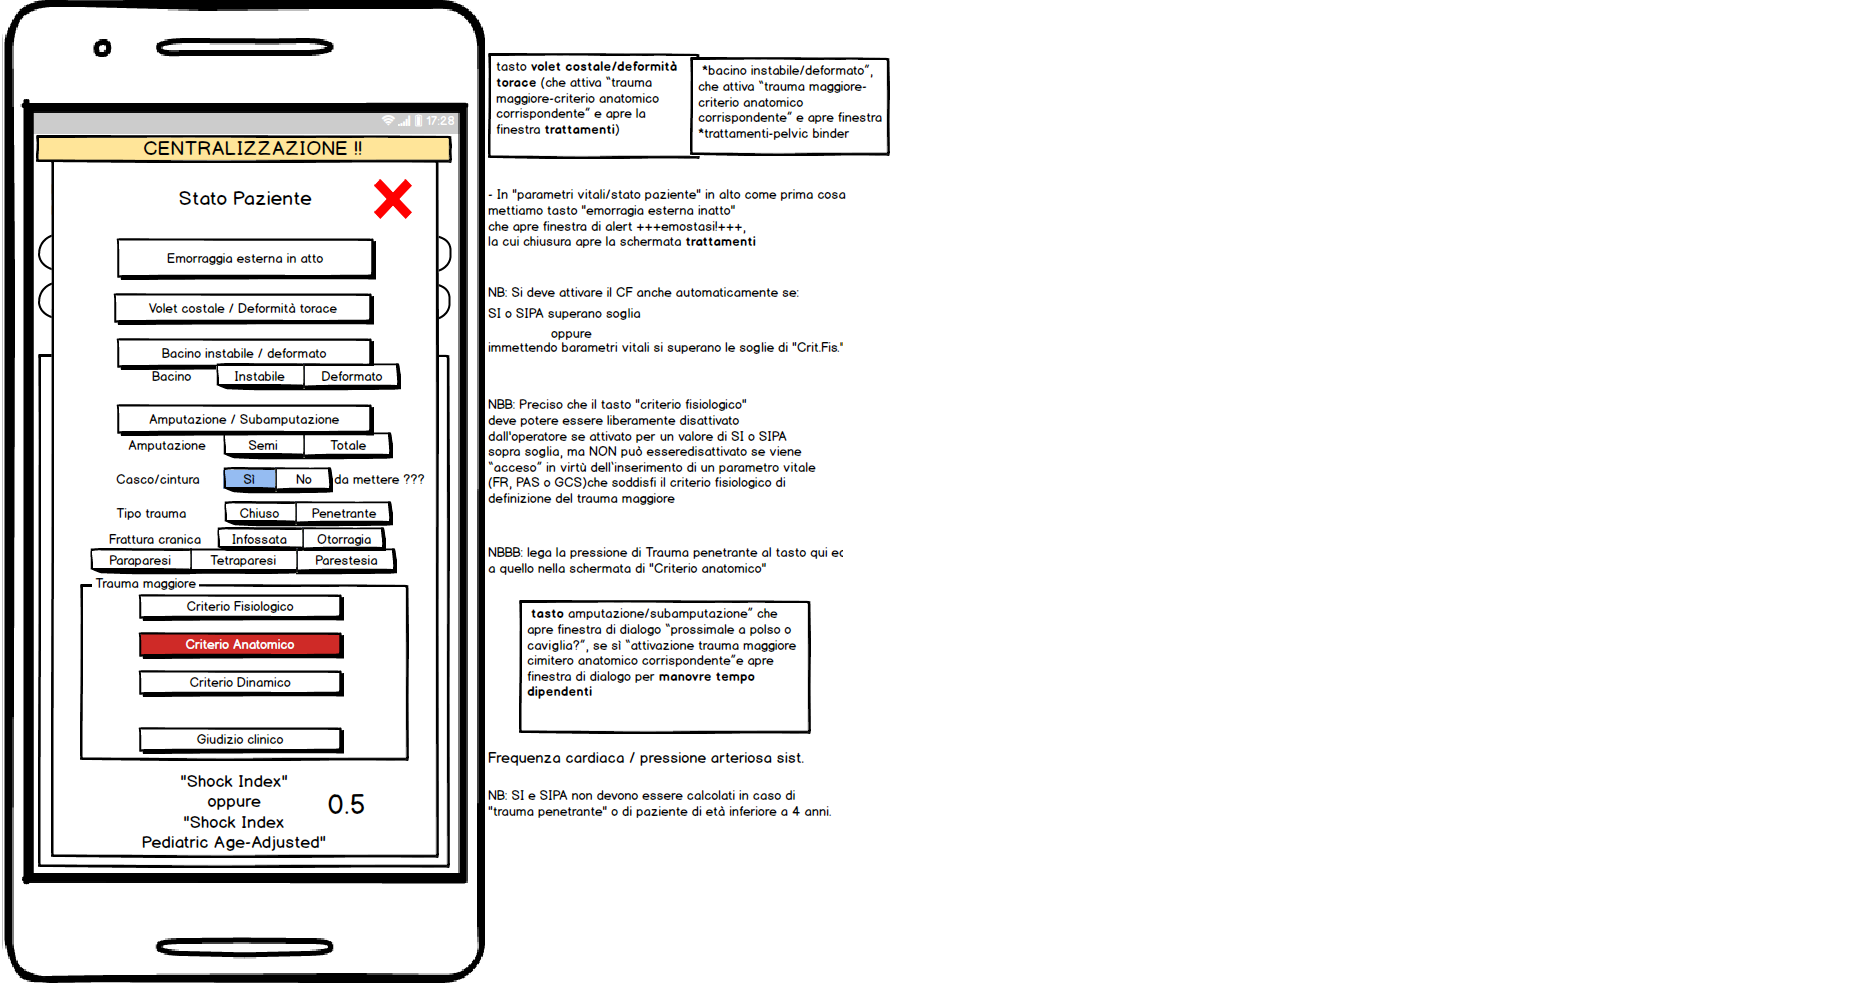 17:28
CENTRALIZZAZIONE !!
Stato Paziente
Emorraggia esterna in atto
Volet costale / Deformità torace
Bacino instabile / deformato
Bacino Instabile Deformato
Amputazione / Subamputazione
Amputazione Semi Totale
Casco/cintura Sì No da mettere ???
Tipo trauma Chiuso Penetrante
Frattura cranica Infossata Otorragia
Paraparesi Tetraparesi Parestesia
Trauma maggiore
Criterio Fisiologico
Criterio Anatomico
Criterio Dinamico
Giudizio clinico
"Shock Index"
oppure
"Shock Index
Pediatric Age-Adjusted"
0.5
tasto volet costale/deformità
torace (che attiva “trauma
maggiore-criterio anatomico
corrispondente” e apre la
finestra trattamenti)
*bacino instabile/deformato”,
che attiva “trauma maggiore-
criterio anatomico
corrispondente” e apre finestra
*trattamenti-pelvic binder
- In "parametri vitali/stato paziente" in alto come prima cosa
mettiamo tasto "emorragia esterna inatto"
che apre finestra di alert +++emostasi!+++,
la cui chiusura apre la schermata trattamenti
NB: Si deve attivare il CF anche automaticamente se:
SI o SIPA superano soglia
oppure
immettendo barametri vitali si superano le soglie di "Crit.Fis."
NBB: Preciso che il tasto "criterio fisiologico"
deve potere essere liberamente disattivato
dall'operatore se attivato per un valore di SI o SIPA
sopra soglia, ma NON può esseredisattivato se viene
“acceso” in virtù dell'inserimento di un parametro vitale
(FR, PAS o GCS)che soddisfi il criterio fisiologico di
definizione del trauma maggiore
NBBB: lega la pressione di Trauma penetrante al tasto qui ec
a quello nella schermata di "Criterio anatomico"
tasto amputazione/subamputazione” che
apre finestra di dialogo “prossimale a polso o
caviglia?”, se sì “attivazione trauma maggiore
cimitero anatomico corrispondente”e apre
finestra di dialogo per manovre tempo
dipendenti
Frequenza cardiaca / pressione arteriosa sist.
NB: SI e SIPA non devono essere calcolati in caso di
"trauma penetrante" o di paziente di età inferiore a 4 anni.